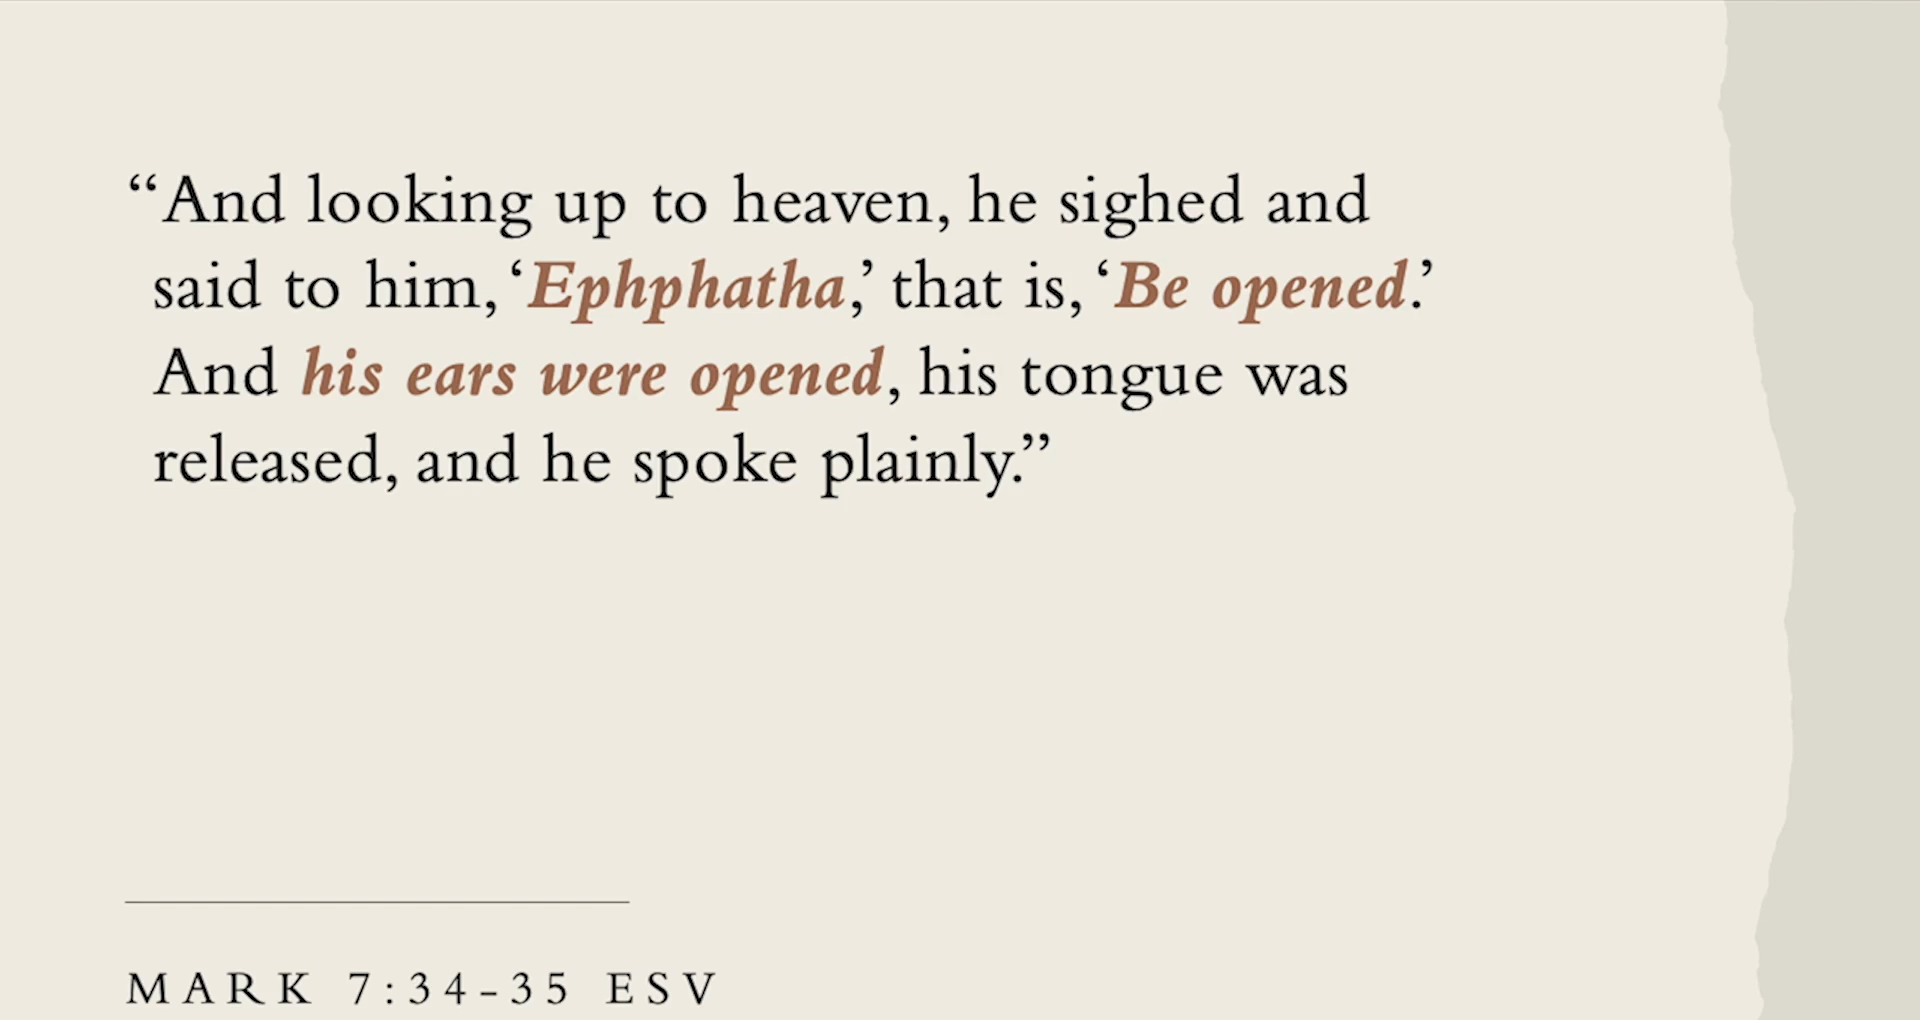 “And looking up to heaven, he sighed and
said to him, ‘Ephphatha,’ that is, ‘Be opened.’
And his ears were opened, his tongue was
released, and he spoke plainly.”
MARK 7:34-35 ESV